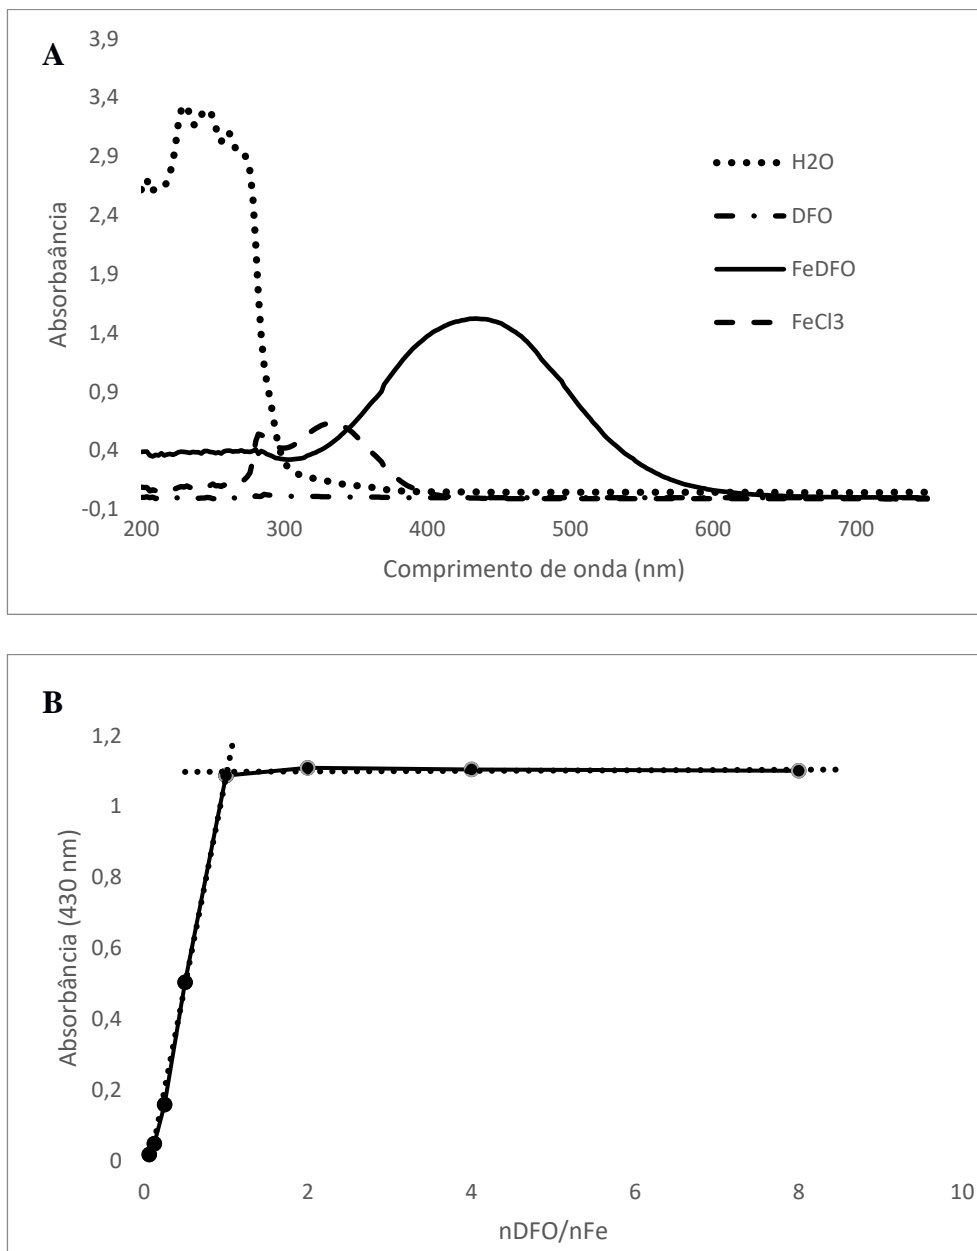 A
3,9
3,4
2,9
2,4
1,9
1,4
0,9
0,4
-0,1
Absorbaância
H2O
DFO
FeDFO
FeCl3
200 300 400 500 600 700
Comprimento de onda (nm)
B
1,2
1
0,8
0,6
0,4
0,2
0
Absorbância (430 nm)
0 2 4 6 8 10
nDFO/nFe